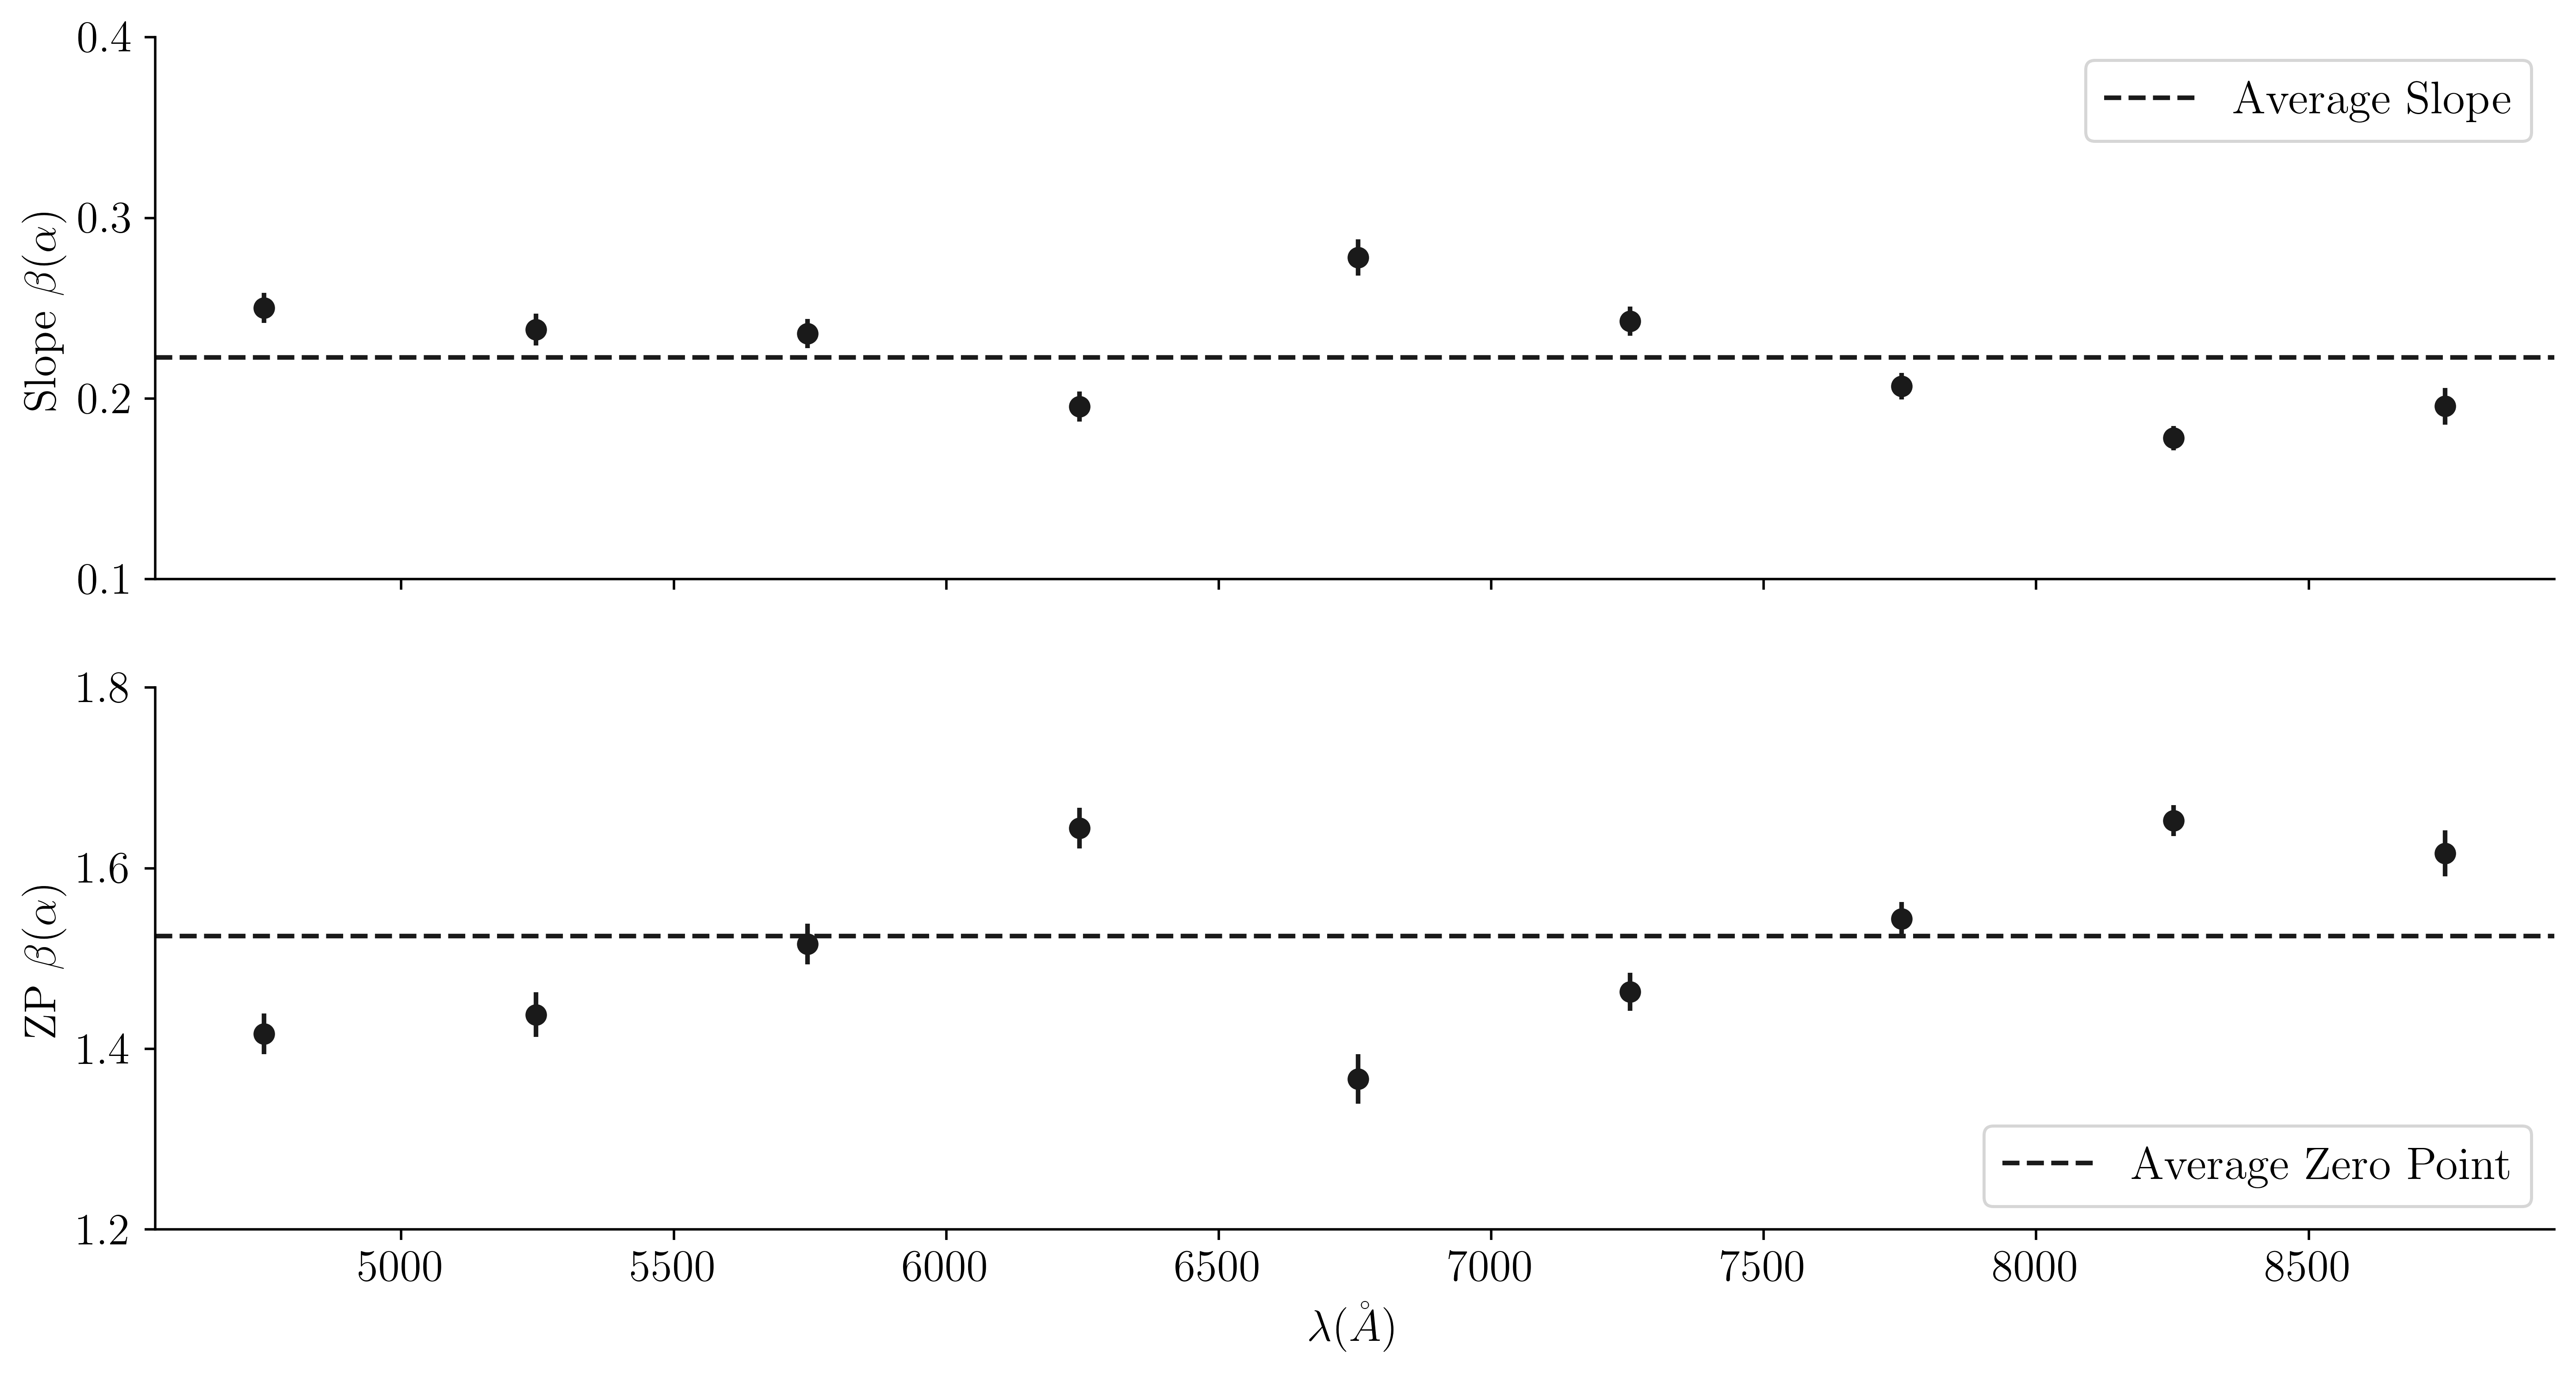 0.4
0.3
0.2
0.1
Slope β(α)
Average Slope
1.8
1.6
1.4
1.2
ZP β(α)
Average Zero Point
5000 5500 6000 6500 7000 7500 8000 8500
λ(Å)